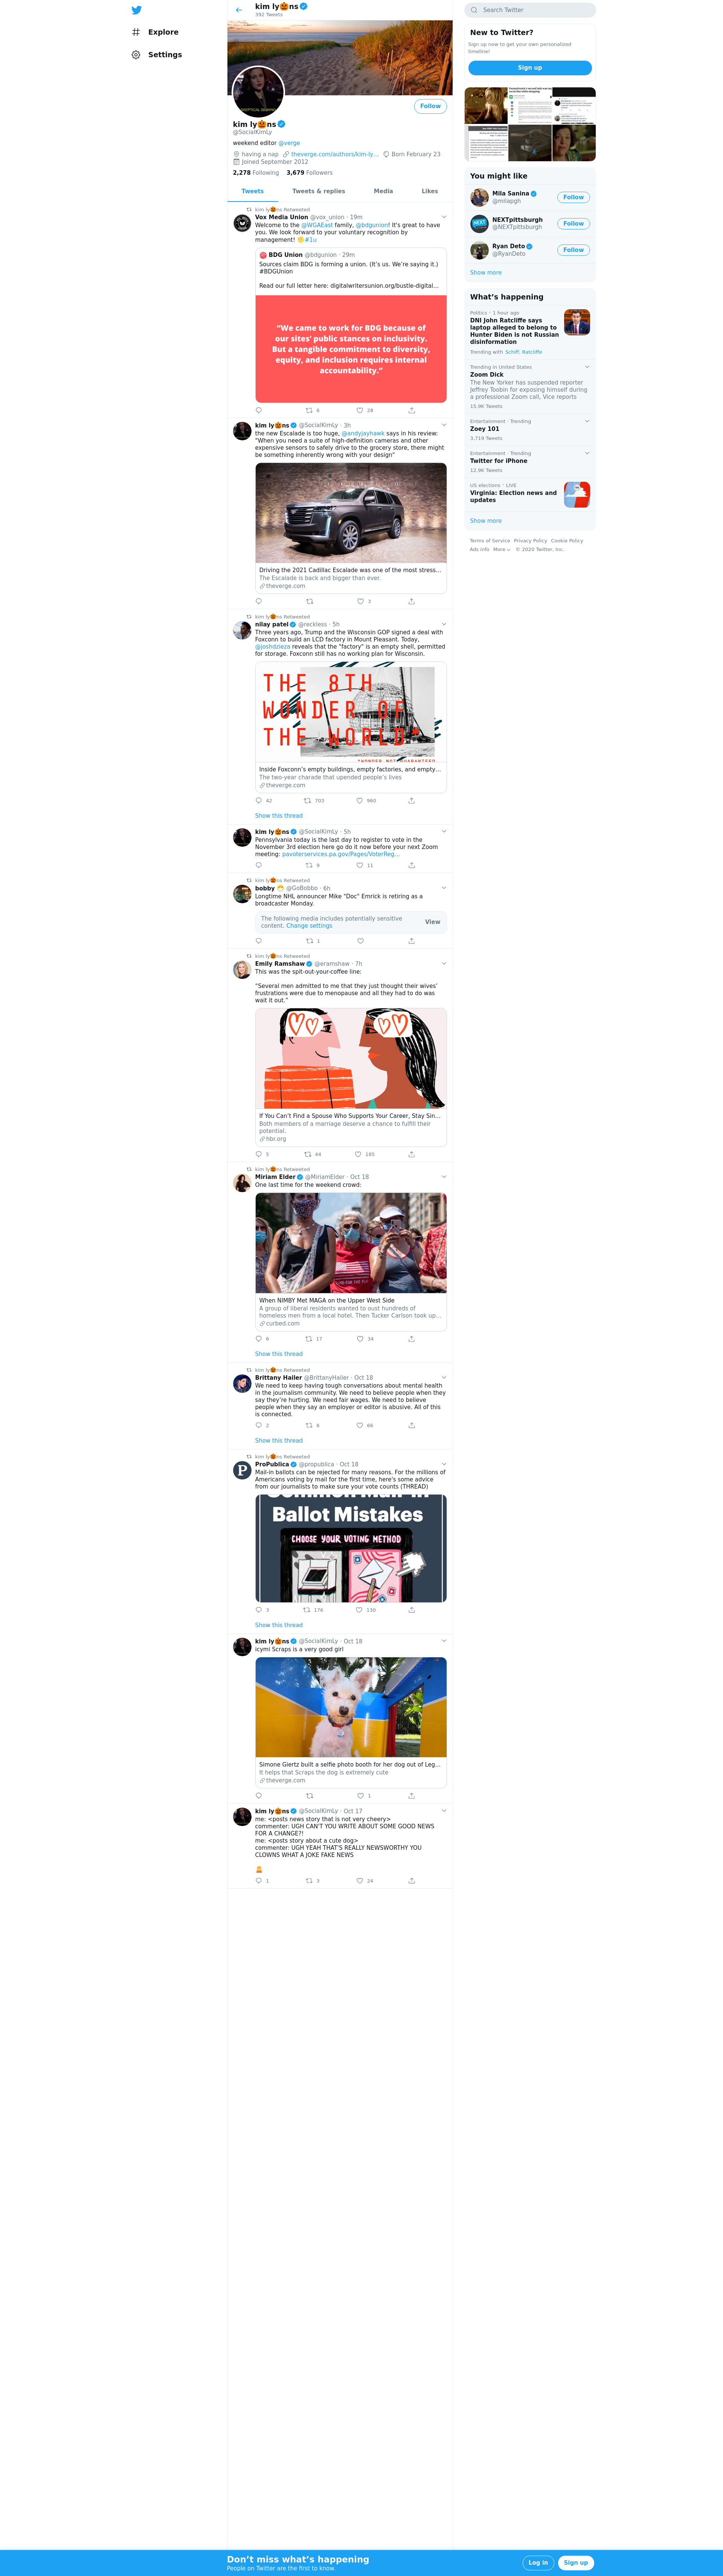 Explore
Settings
kim ly🎃ns
392 Tweets
Follow
kim ly🎃ns
@SocialKimLy
weekend editor @verge
having a nap theverge.com/authors/kim-ly… Born February 23
Joined September 2012
2,278 Following 3,679 Followers
Tweets Tweets & replies Media Likes
kim ly🎃ns Retweeted
Vox Media Union @vox_union · 19m
Welcome to the @WGAEast family, @bdgunion! It's great to have
you. We look forward to your voluntary recognition by
management! ✊#1u
BDG Union @bdgunion · 29m
Sources claim BDG is forming a union. (It's us. We're saying it.)
#BDGUnion
Read our full letter here: digitalwritersunion.org/bustle-digital…
“We came to work for BDG because of
our sites' public stances on inclusivity.
But a tangible commitment to diversity,
equity, and inclusion requires internal
accountability.”
6 28
kim ly🎃ns @SocialKimLy · 3h
the new Escalade is too huge, @andyjayhawk says in his review:
"When you need a suite of high-definition cameras and other
expensive sensors to safely drive to the grocery store, there might
be something inherently wrong with your design"
Driving the 2021 Cadillac Escalade was one of the most stress…
The Escalade is back and bigger than ever.
theverge.com
3
kim ly🎃ns Retweeted
nilay patel @reckless · 5h
Three years ago, Trump and the Wisconsin GOP signed a deal with
Foxconn to build an LCD factory in Mount Pleasant. Today,
@joshdzieza reveals that the "factory" is an empty shell, permitted
for storage. Foxconn still has no working plan for Wisconsin.
THE 8TH
WONDER OF
THE WORLD*
*WONDER NOT GUARANTEED
Inside Foxconn's empty buildings, empty factories, and empty…
The two-year charade that upended people's lives
theverge.com
42 703 960
Show this thread
kim ly🎃ns @SocialKimLy · 5h
Pennsylvania today is the last day to register to vote in the
November 3rd election here go do it now before your next Zoom
meeting: pavoterservices.pa.gov/Pages/VoterReg…
9 11
kim ly🎃ns Retweeted
bobby @GoBobbo · 6h
Longtime NHL announcer Mike "Doc" Emrick is retiring as a
broadcaster Monday.
The following media includes potentially sensitive
content. Change settings
View
1
kim ly🎃ns Retweeted
Emily Ramshaw @eramshaw · 7h
This was the spit-out-your-coffee line:
"Several men admitted to me that they just thought their wives'
frustrations were due to menopause and all they had to do was
wait it out."
If You Can't Find a Spouse Who Supports Your Career, Stay Sin…
Both members of a marriage deserve a chance to fulfill their
potential.
hbr.org
5 44 185
kim ly🎃ns Retweeted
Miriam Elder @MiriamElder · Oct 18
One last time for the weekend crowd:
When NIMBY Met MAGA on the Upper West Side
A group of liberal residents wanted to oust hundreds of
homeless men from a local hotel. Then Tucker Carlson took up…
curbed.com
6 17 34
Show this thread
kim ly🎃ns Retweeted
Brittany Hailer @BrittanyHailer · Oct 18
We need to keep having tough conversations about mental health
in the journalism community. We need to believe people when they
say they're hurting. We need fair wages. We need to believe
people when they say an employer or editor is abusive. All of this
is connected.
2 6 66
Show this thread
kim ly🎃ns Retweeted
ProPublica @propublica · Oct 18
Mail-in ballots can be rejected for many reasons. For the millions of
Americans voting by mail for the first time, here's some advice
from our journalists to make sure your vote counts (THREAD)
Common Mail-In
Ballot Mistakes
CHOOSE YOUR VOTING METHOD
3 176 130
Show this thread
kim ly🎃ns @SocialKimLy · Oct 18
icymi Scraps is a very good girl
Simone Giertz built a selfie photo booth for her dog out of Leg…
It helps that Scraps the dog is extremely cute
theverge.com
1
kim ly🎃ns @SocialKimLy · Oct 17
me: <posts news story that is not very cheery>
commenter: UGH CAN'T YOU WRITE ABOUT SOME GOOD NEWS
FOR A CHANGE?!
me: <posts story about a cute dog>
commenter: UGH YEAH THAT'S REALLY NEWSWORTHY YOU
CLOWNS WHAT A JOKE FAKE NEWS
1 3 24
Search Twitter
New to Twitter?
Sign up now to get your own personalized
timeline!
Sign up
You might like
Mila Sanina
@milapgh
Follow
NEXTpittsburgh
@NEXTpittsburgh
Follow
Ryan Deto
@RyanDeto
Follow
Show more
What's happening
Politics · 1 hour ago
DNI John Ratcliffe says
laptop alleged to belong to
Hunter Biden is not Russian
disinformation
Trending with Schiff, Ratcliffe
Trending in United States
Zoom Dick
The New Yorker has suspended reporter
Jeffrey Toobin for exposing himself during
a professional Zoom call, Vice reports
15.9K Tweets
Entertainment · Trending
Zoey 101
3,719 Tweets
Entertainment · Trending
Twitter for iPhone
12.9K Tweets
US elections · LIVE
Virginia: Election news and
updates
Show more
Terms of Service Privacy Policy Cookie Policy
Ads info More © 2020 Twitter, Inc.
Don't miss what's happening
People on Twitter are the first to know.
Log in
Sign up